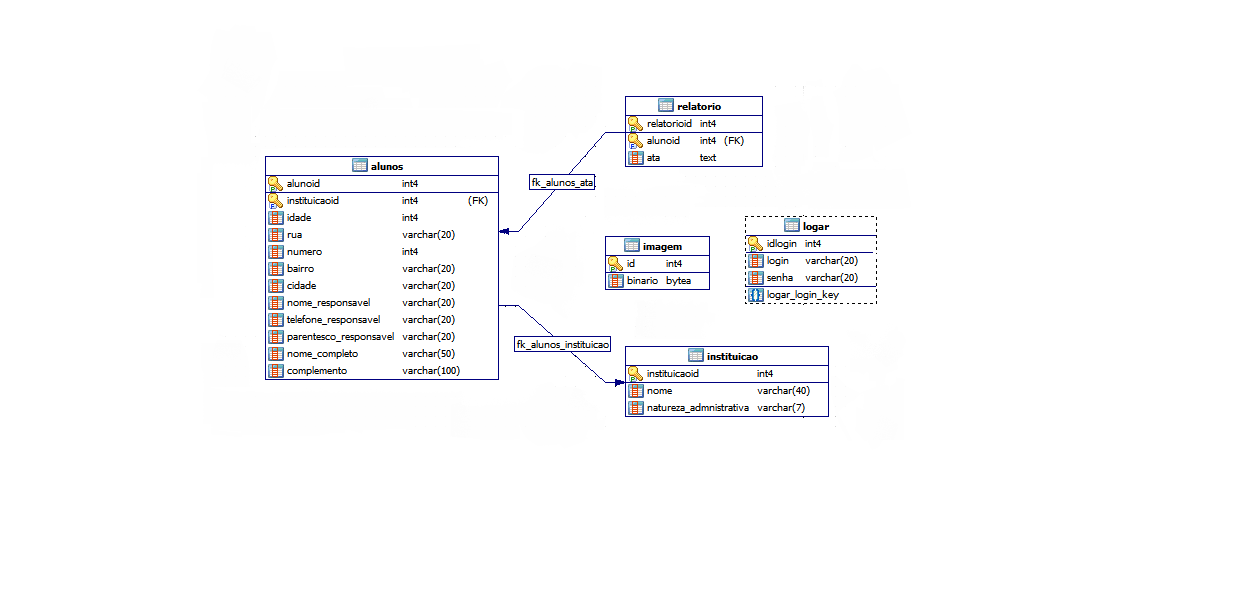 relatorio
relatorioid int4
alunoid int4 (FK)
ata text
alunos
alunoid int4
instituicaoid int4 (FK)
idade int4
rua varchar(20)
numero int4
bairro varchar(20)
cidade varchar(20)
nome_responsavel varchar(20)
telefone_responsavel varchar(20)
parentesco_responsavel varchar(20)
nome_completo varchar(50)
complemento varchar(100)
fk_alunos_ata
imagem
id int4
binario bytea
logar
idlogin int4
login varchar(20)
senha varchar(20)
logar_login_key
fk_alunos_instituicao
instituicao
instituicaoid int4
nome varchar(40)
natureza_admnistrativa varchar(7)